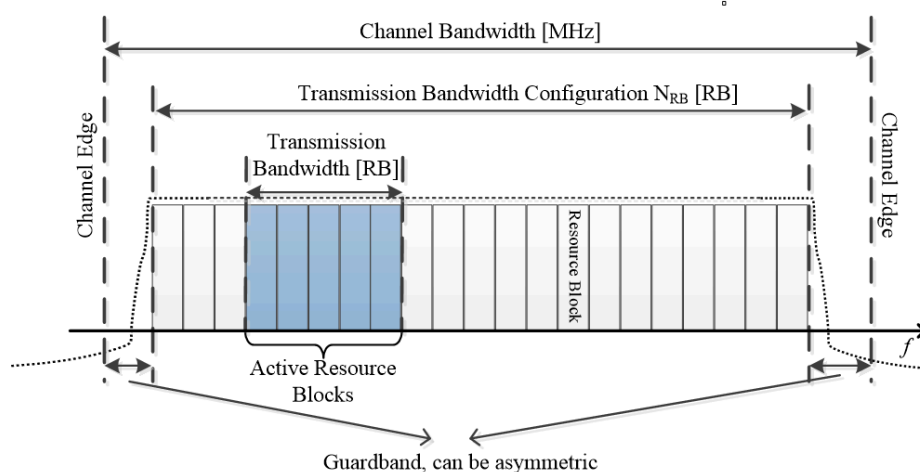 Channel Bandwidth [MHz]
Transmission Bandwidth Configuration N_RB [RB]
Transmission
Bandwidth [RB]
Channel Edge
Channel Edge
Resource Block
f
Active Resource
Blocks
Guardband, can be asymmetric